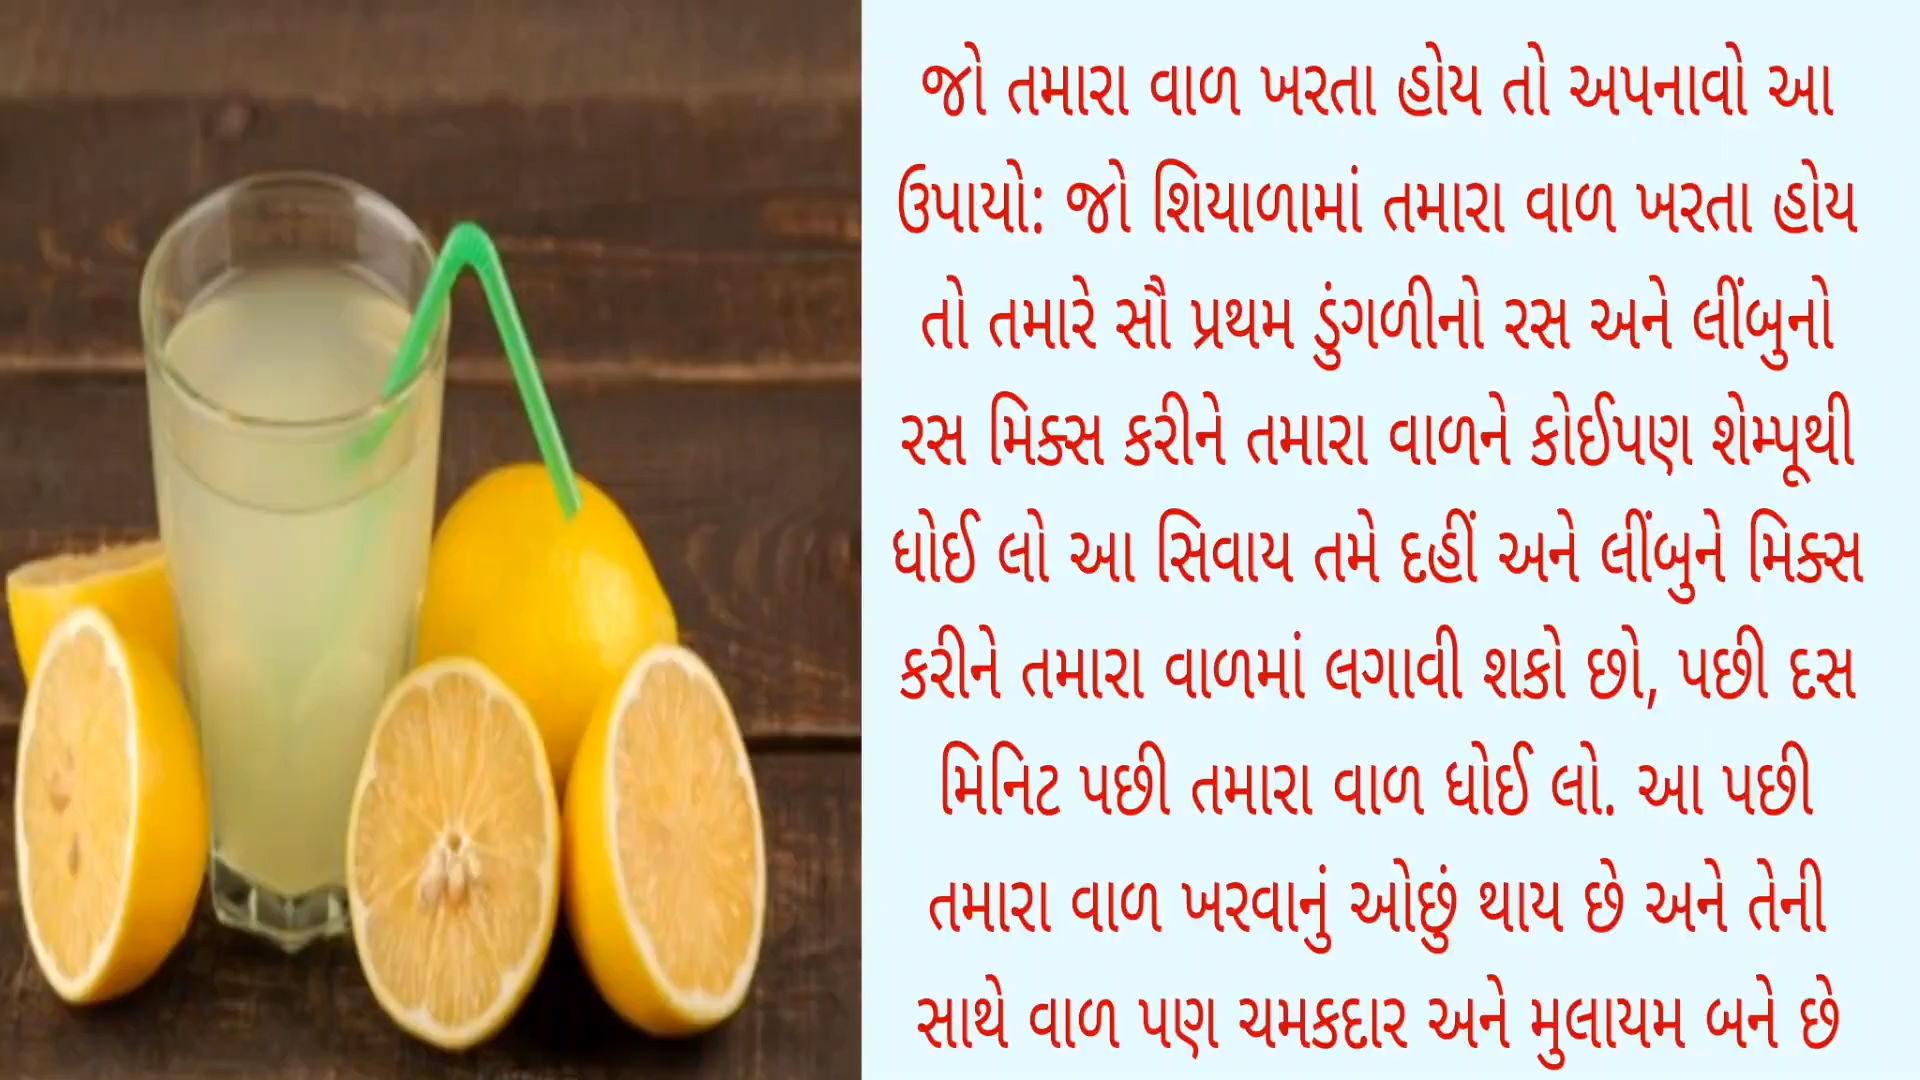 જો તમારા વાળ ખરતા હોય તો અપનાવો આ
ઉપાયો: જો શિયાળામાં તમારા વાળ ખરતા હોય
તો તમારે સૌ પ્રથમ ડુંગળીનો રસ અને લીંબુનો
રસ મિક્સ કરીને તમારા વાળને કોઈપણ શેમ્પૂથી
ધોઈ લો આ સિવાય તમે દહીં અને લીંબુને મિક્સ
કરીને તમારા વાળમાં લગાવી શકો છો, પછી દસ
મિનિટ પછી તમારા વાળ ધોઈ લો. આ પછી
તમારા વાળ ખરવાનું ઓછું થાય છે અને તેની
સાથે વાળ પણ ચમકદાર અને મુલાયમ બને છે